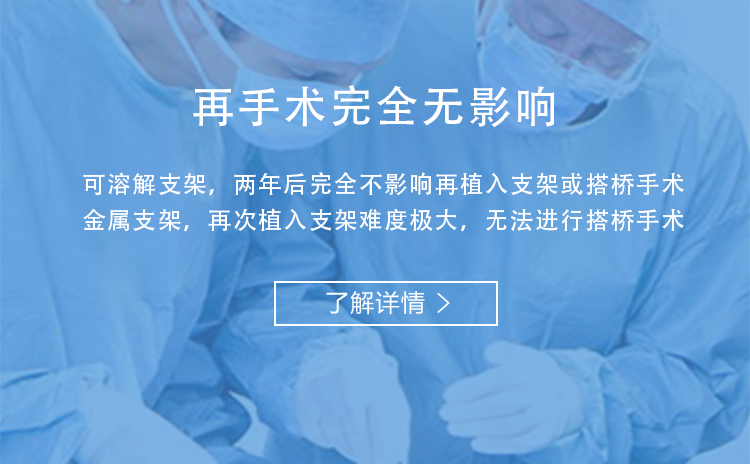 再手术完全无影响
可溶解支架，两年后完全不影响再植入支架或搭桥手术
金属支架，再次植入支架难度极大，无法进行搭桥手术
了解详情 >